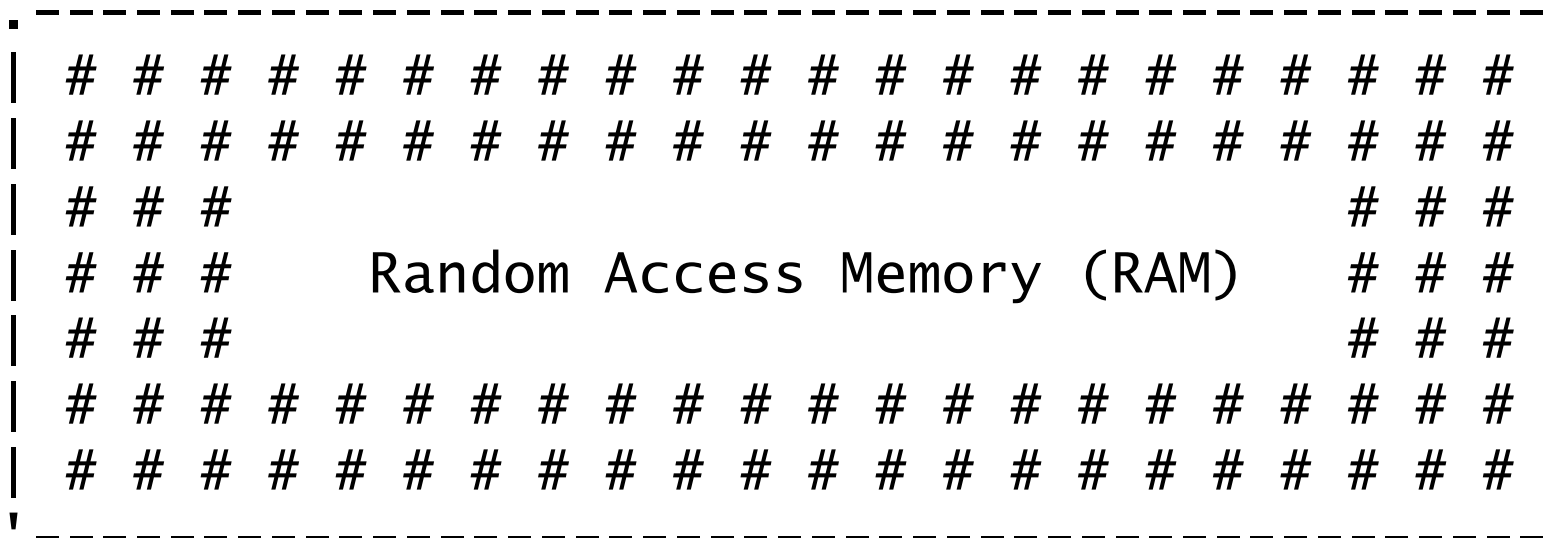 .---------------------------------------------
| # # # # # # # # # # # # # # # # # # # # # #
| # # # # # # # # # # # # # # # # # # # # # #
| # # #                                 # # #
| # # #    Random Access Memory (RAM)   # # #
| # # #                                 # # #
| # # # # # # # # # # # # # # # # # # # # # #
| # # # # # # # # # # # # # # # # # # # # # #
'---------------------------------------------